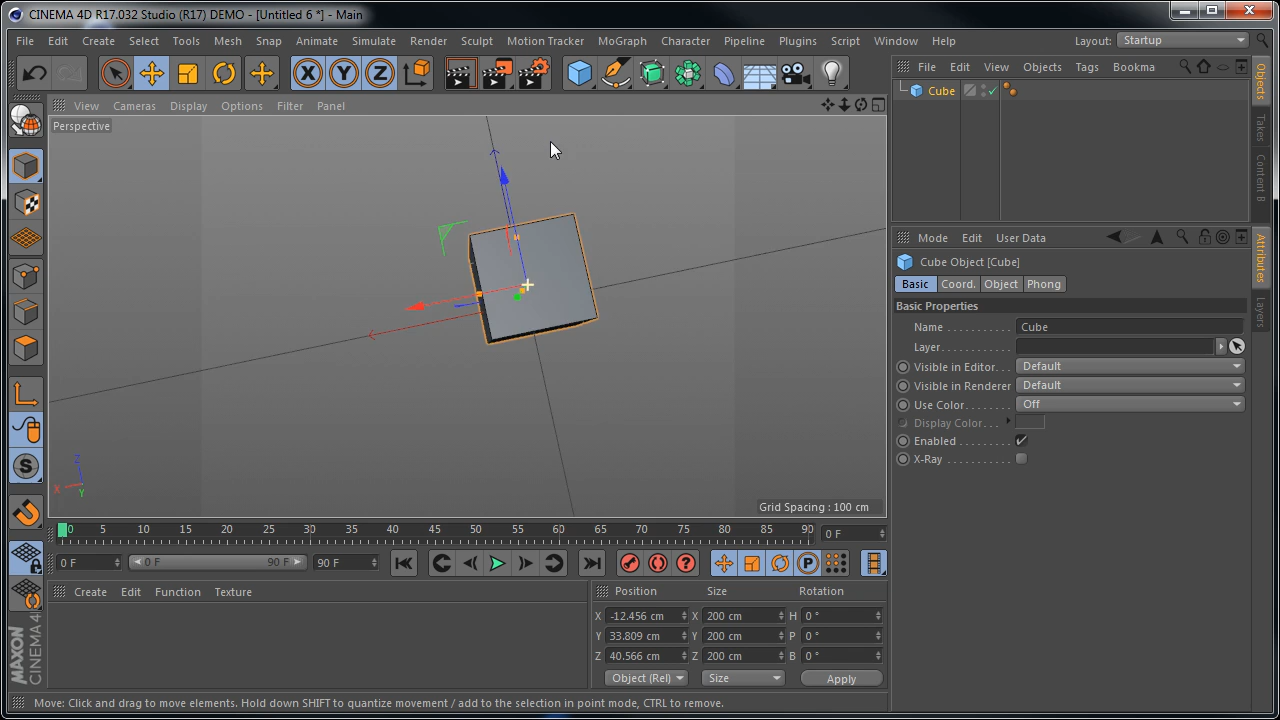 CINEMA 4D R17.032 Studio (R17) DEMO - [Untitled 6 *] - Main
File Edit Create Select Tools Mesh Snap Animate Simulate Render Sculpt Motion Tracker MoGraph Character Pipeline Plugins Script Window Help Layout: Startup
X Y Z
File Edit View Objects Tags Bookma
Cube
Objects
Takes
Content B
View Cameras Display Options Filter Panel
Perspective
Z
X
Y
Grid Spacing : 100 cm
Mode Edit User Data
Cube Object [Cube]
Basic Coord. Object Phong
Basic Properties
Name . . . . . . . . . . . Cube
Layer. . . . . . . . . . .
Visible in Editor. . . Default
Visible in Renderer Default
Use Color. . . . . . . . Off
Display Color. . .
Enabled . . . . . . . . .
X-Ray . . . . . . . . . . .
Attributes
Layers
S
0 5 10 15 20 25 30 35 40 45 50 55 60 65 70 75 80 85 90 0 F
0 F 0 F 90 F 90 F ? P
Create Edit Function Texture
Position Size Rotation
X -12.456 cm X 200 cm H 0 °
Y 33.809 cm Y 200 cm P 0 °
Z 40.566 cm Z 200 cm B 0 °
Object (Rel) Size Apply
MAXON
CINEMA 4D
Move: Click and drag to move elements. Hold down SHIFT to quantize movement / add to the selection in point mode, CTRL to remove.